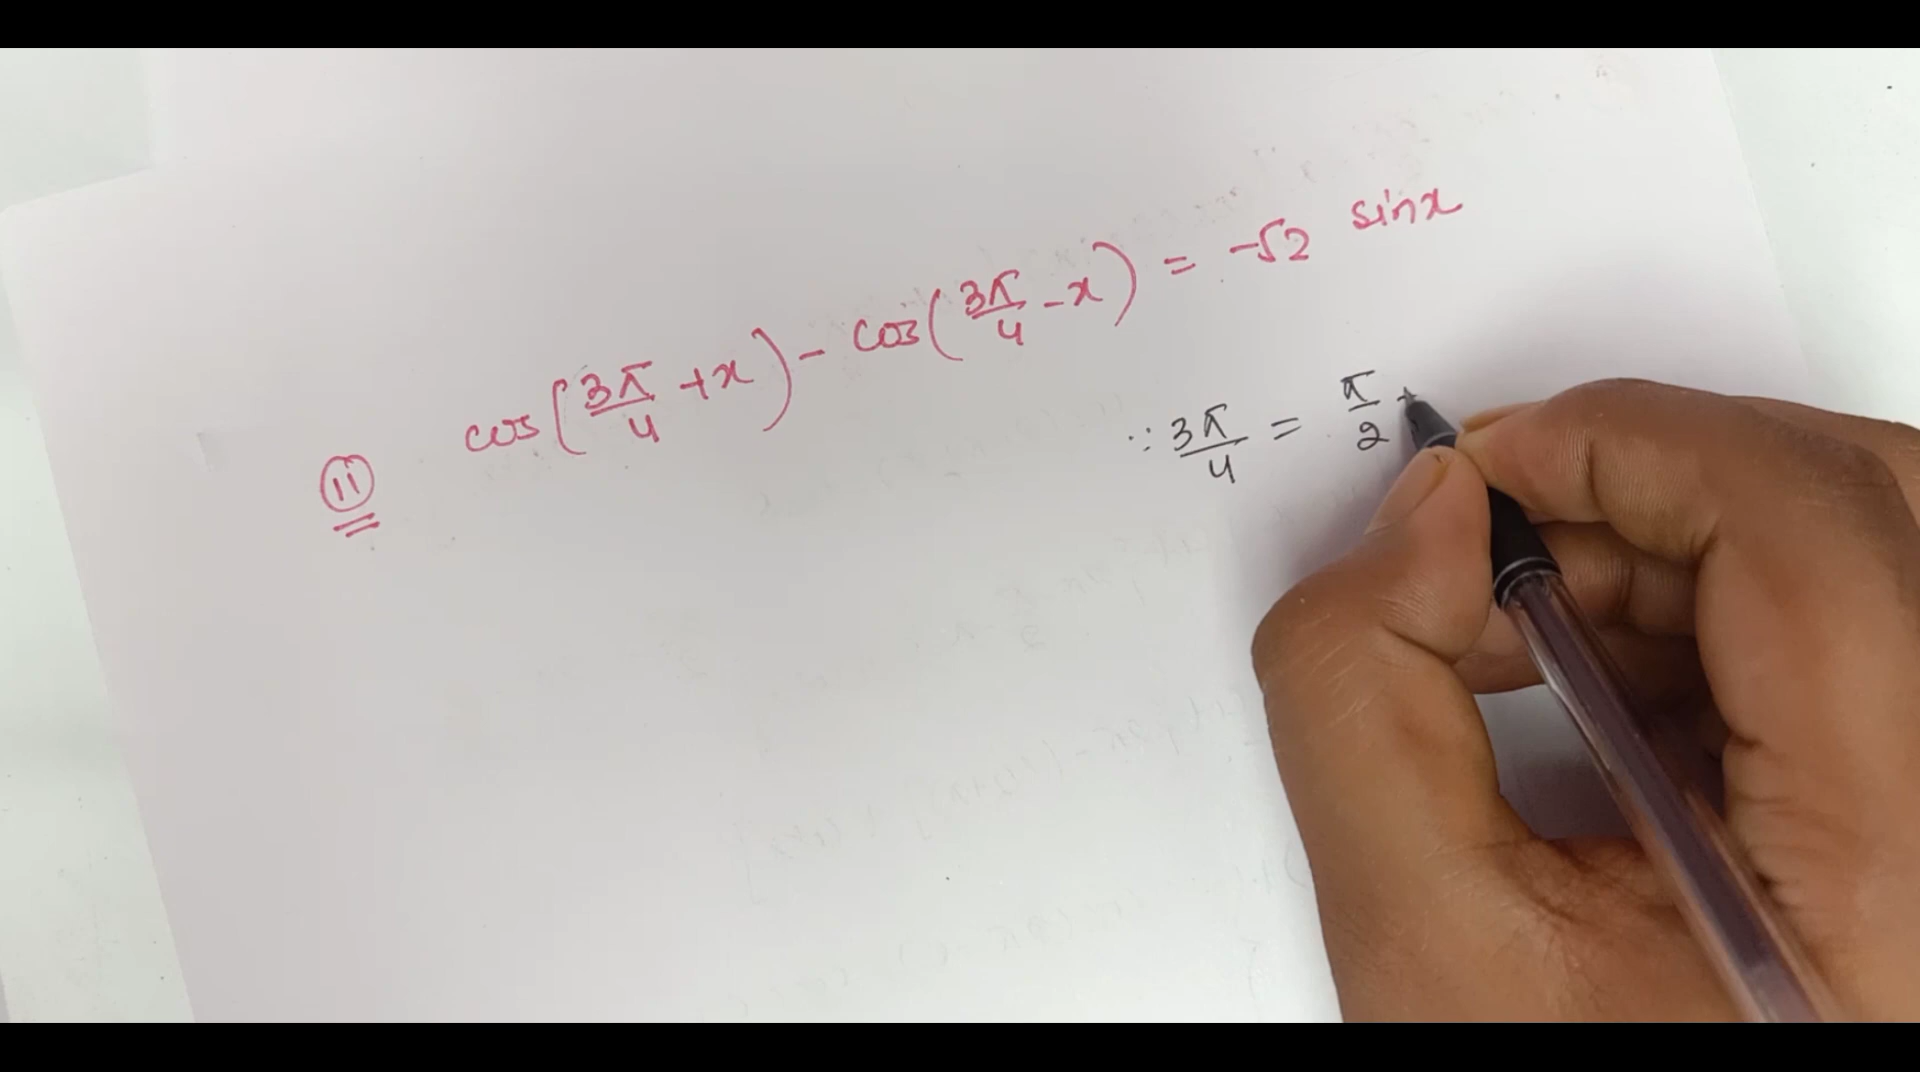 11 cos(3π/4 + x) - cos(3π/4 - x) = -√2 sinx
∵ 3π/4 = π/2 +